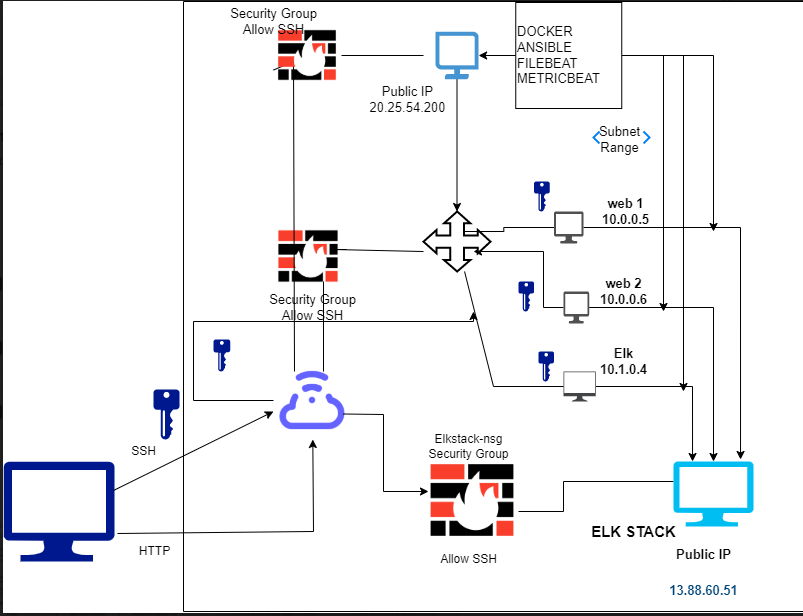 Security Group
Allow SSH
DOCKER
ANSIBLE
FILEBEAT
METRICBEAT
Public IP
20.25.54.200
Subnet
Range
web 1
10.0.0.5
web 2
10.0.0.6
Security Group
Allow SSH
Elk
10.1.0.4
SSH
Elkstack-nsg
Security Group
HTTP
Allow SSH
ELK STACK
Public IP
13.88.60.51